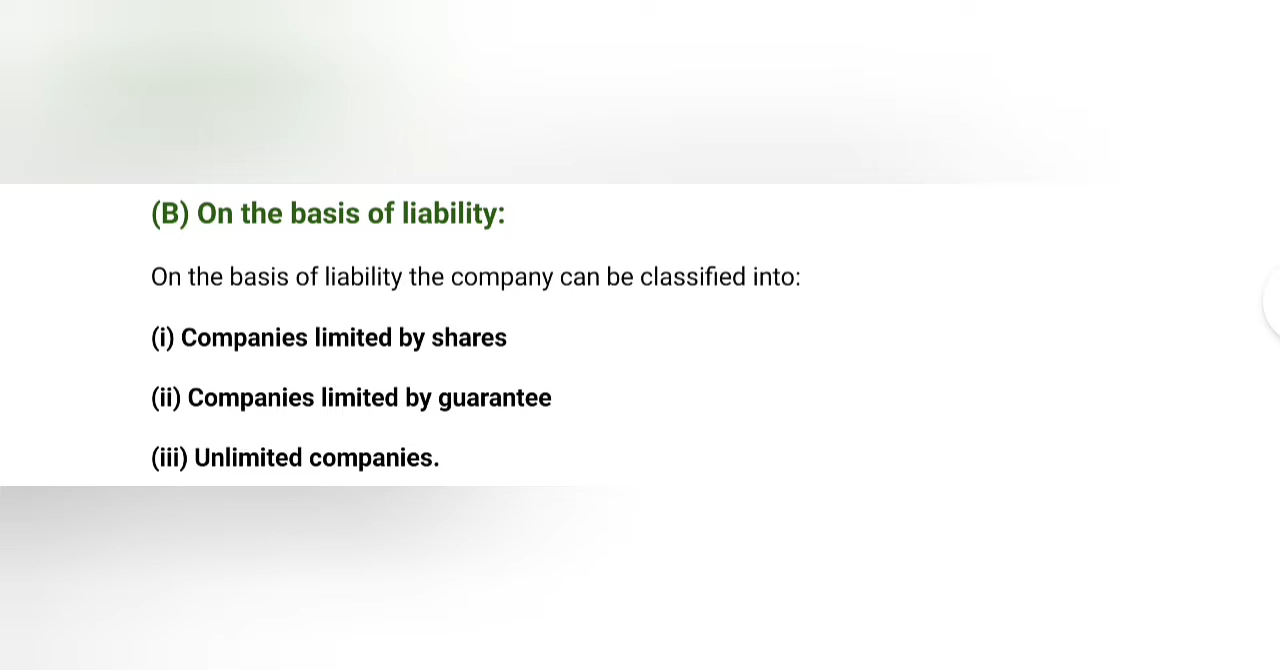 (B) On the basis of liability:
On the basis of liability the company can be classified into:
(i) Companies limited by shares
(ii) Companies limited by guarantee
(iii) Unlimited companies.